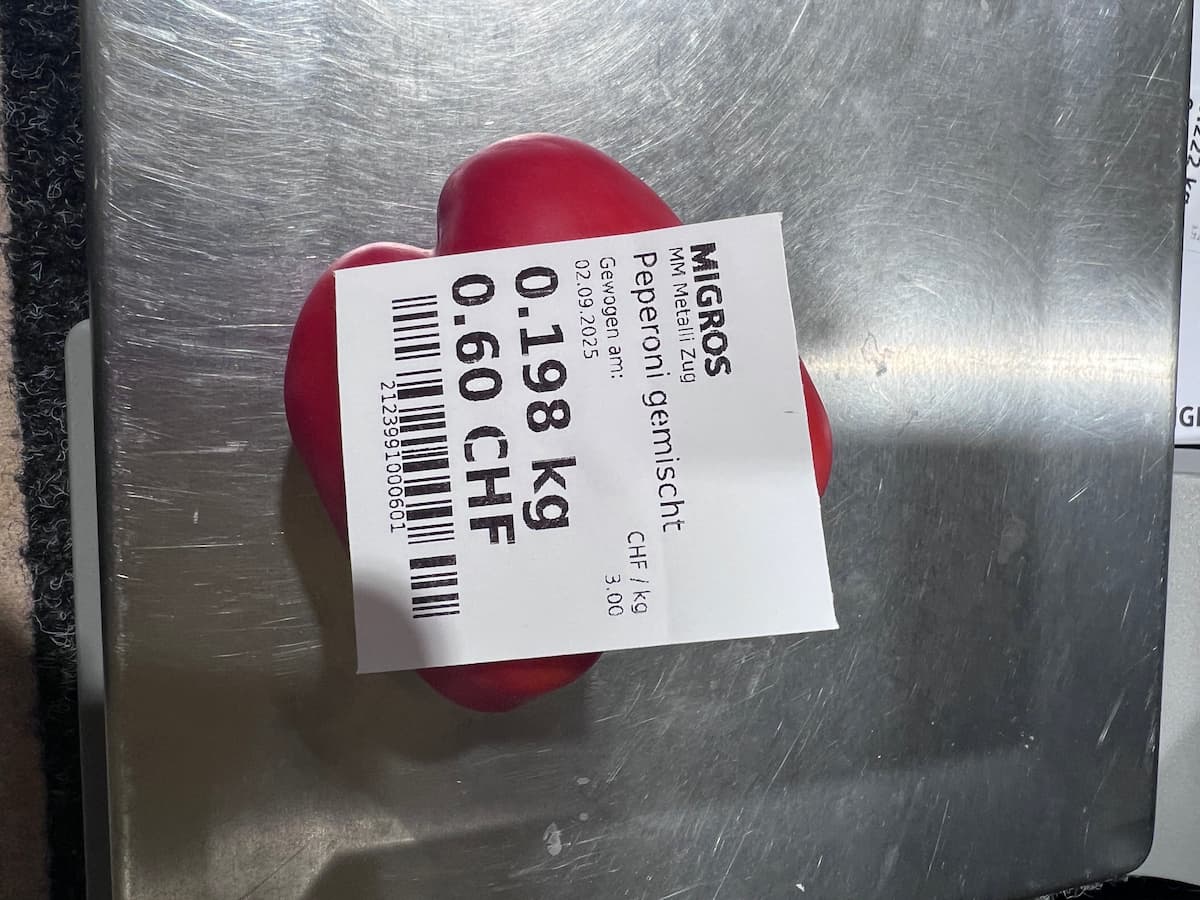 MIGROS
MM Metalli Zug
Peperoni gemischt
CHF / kg
Gewogen am:
3.00
02.09.2025
0.198 kg
0.60 CHF
2123991000601